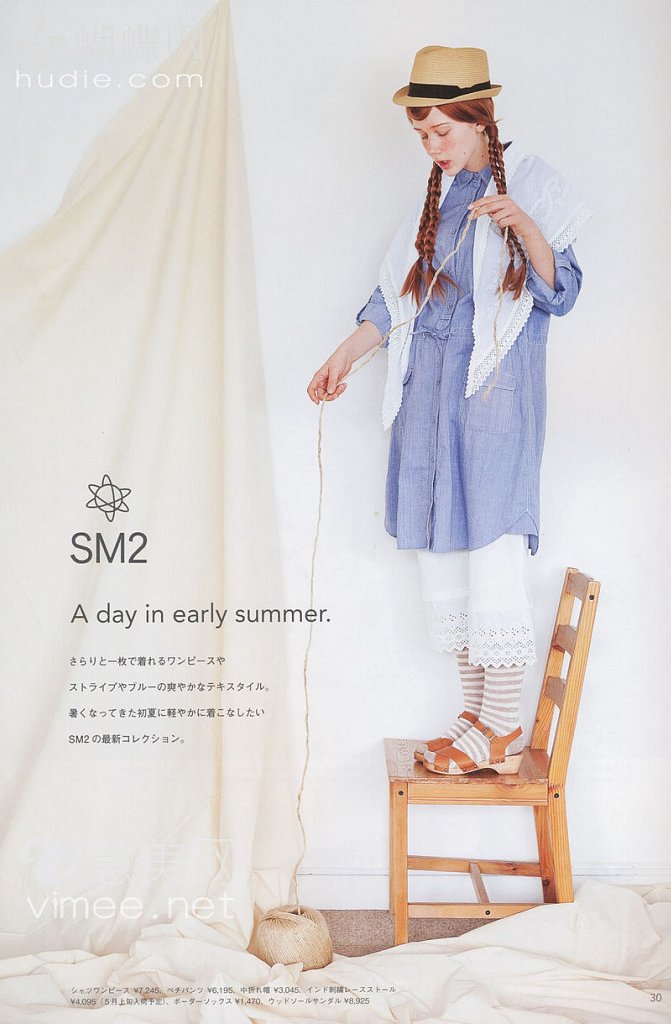 蝴蝶网
hudie.com
SM2
A day in early summer.
さらりと一枚で着れるワンピースや
ストライプやブルーの爽やかなテキスタイル。
暑くなってきた初夏に軽やかに着こなしたい
SM2の最新コレクション。
美网
vimee.net
シャツワンピース ¥7,245、ペチパンツ ¥6,195、中折れ帽 ¥3,045、インド刺繍レースストール
¥4,095（5月上旬入荷予定）、ボーダーソックス ¥1,470、ウッドソールサンダル ¥8,925
30